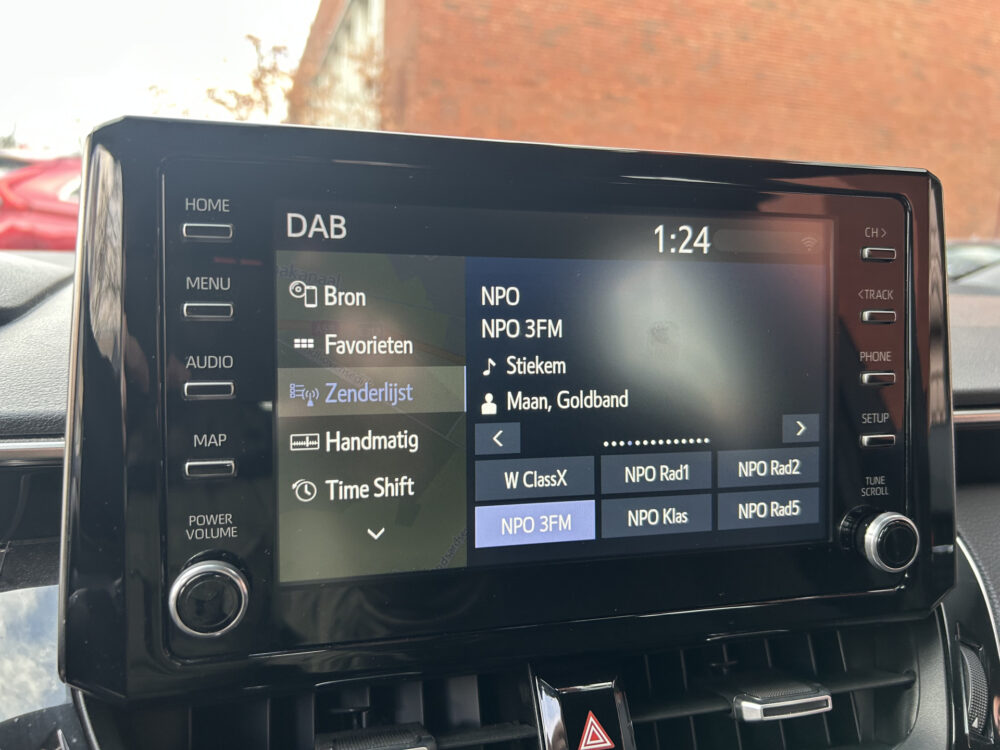 HOME
MENU
AUDIO
MAP
POWER
VOLUME
DAB
1:24
Bron
Favorieten
Zenderlijst
Handmatig
Time Shift
NPO
NPO 3FM
Stiekem
Maan, Goldband
<
>
W ClassX
NPO Rad1
NPO Rad2
NPO 3FM
NPO Klas
NPO Rad5
CH >
< TRACK
PHONE
SETUP
TUNE
SCROLL